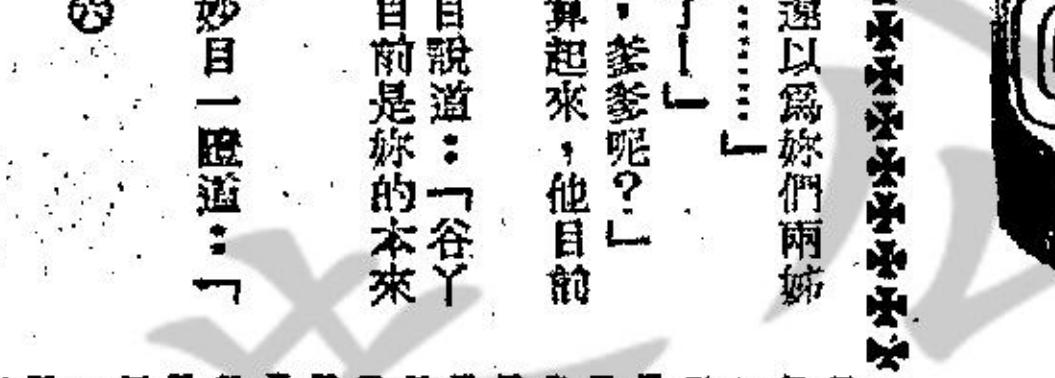 還以爲妳們兩姊
………」
了！」
，爹爹呢？」
算起來，他目前
目說道：「谷丫
目前是妳的本來
妙目一瞪道：「